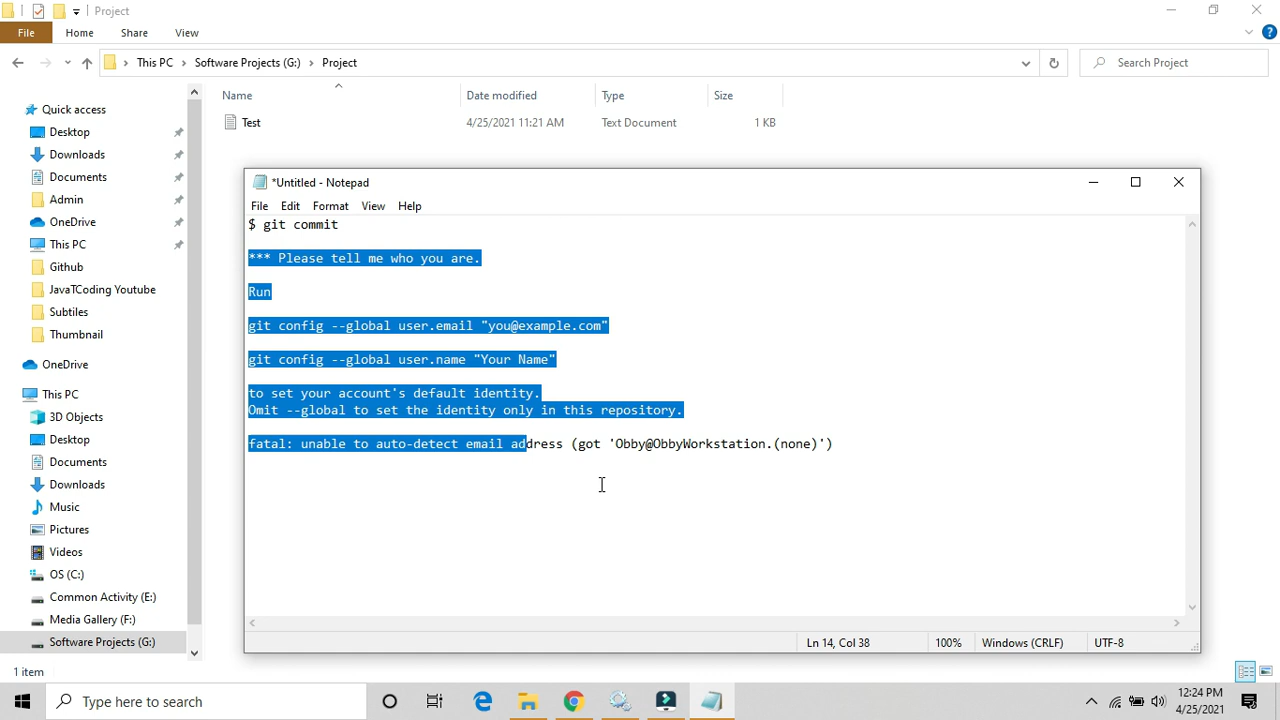 Project
File
Home
Share
View
This PC
Software Projects (G:)
Project
Search Project
Quick access
Desktop
Downloads
Documents
Admin
OneDrive
This PC
Github
JavaTCoding Youtube
Subtiles
Thumbnail
OneDrive
This PC
3D Objects
Desktop
Documents
Downloads
Music
Pictures
Videos
OS (C:)
Common Activity (E:)
Media Gallery (F:)
Software Projects (G:)
Name
Date modified
Type
Size
Test
4/25/2021 11:21 AM
Text Document
1 KB
*Untitled - Notepad
File
Edit
Format
View
Help
$ git commit
*** Please tell me who you are.
Run
git config --global user.email "you@example.com"
git config --global user.name "Your Name"
to set your account's default identity.
Omit --global to set the identity only in this repository.
fatal: unable to auto-detect email address (got 'Obby@ObbyWorkstation.(none)')
Ln 14, Col 38
100%
Windows (CRLF)
UTF-8
1 item
Type here to search
12:24 PM
4/25/2021